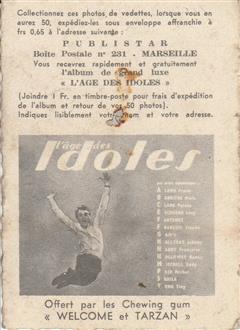 Collectionnez ces photos de vedettes, lorsque vous en
aurez 50, expédiez-les sous enveloppe affranchie à
frs 0,65 à l'adresse suivante :
PUBLISTAR
Boîte Postale n° 231 - MARSEILLE
Vous recevrez rapidement et gratuitement
l'album de grand luxe
« L'AGE DES IDOLES »
(Joindre 1 Fr. en timbre-poste pour frais d'expédition
de l'album et retour de vos 50 photos).
Indiquez lisiblement votre nom et votre adresse.
l'âge des
Idoles
HALLYDAY Johnny
SHEILA
Offert par les Chewing gum
« WELCOME et TARZAN »